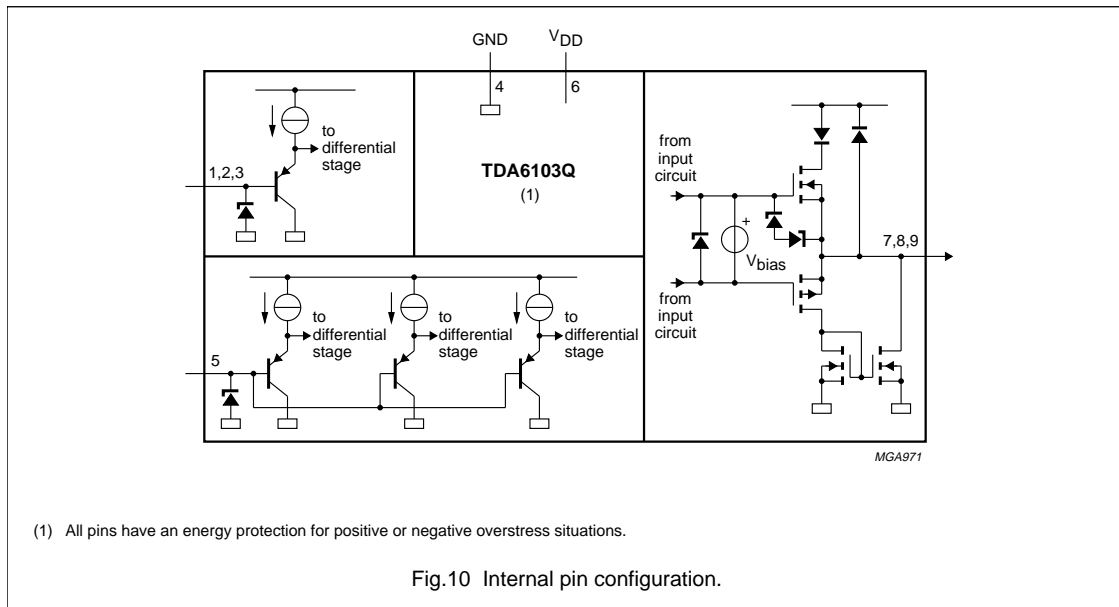 GND
VDD
4
6
to
differential
stage
1,2,3
TDA6103Q
(1)
from
input
circuit
+
Vbias
7,8,9
from
input
circuit
5
to
differential
stage
to
differential
stage
to
differential
stage
MGA971
(1) All pins have an energy protection for positive or negative overstress situations.
Fig.10 Internal pin configuration.